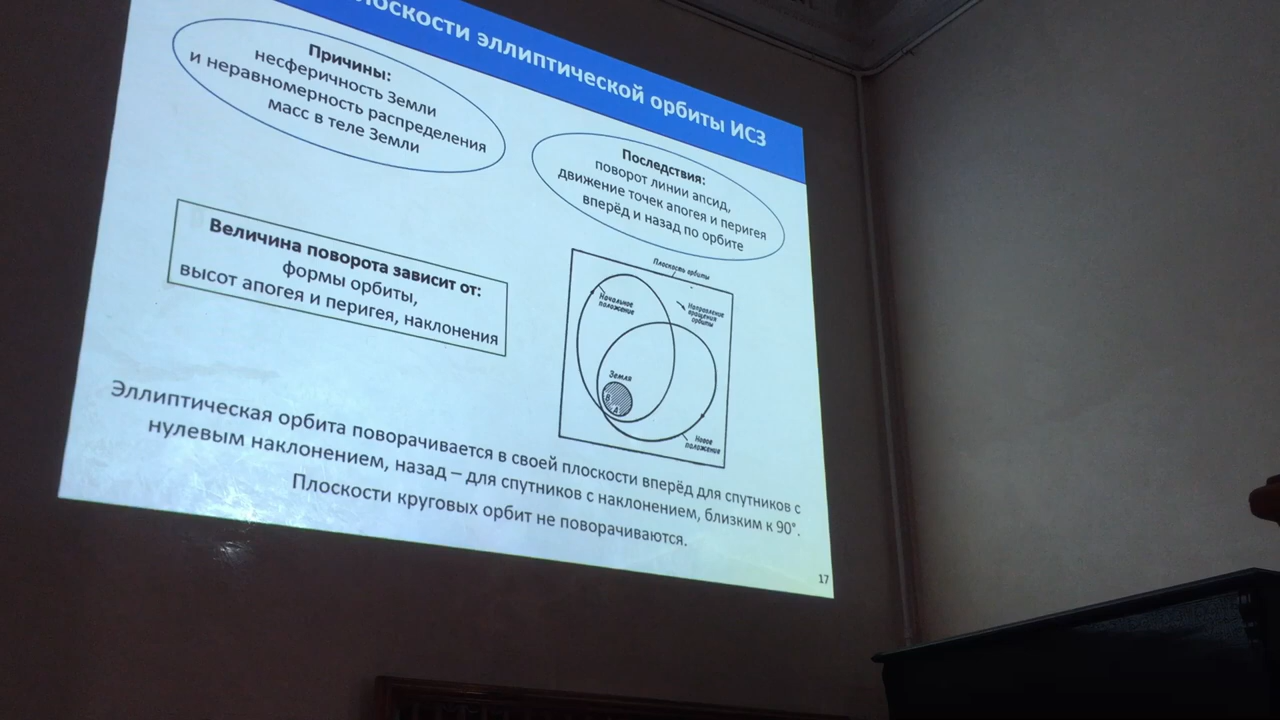 плоскости эллиптической орбиты ИСЗ
Причины:
несферичность Земли
и неравномерность распределения
масс в теле Земли
Последствия:
поворот линии апсид,
движение точек апогея и перигея
вперёд и назад по орбите
Величина поворота зависит от:
формы орбиты,
высот апогея и перигея, наклонения
Плоскость орбиты
Начальное
положение
Направление
вращения
орбиты
Земля
В
А
Новое
положение
Эллиптическая орбита поворачивается в своей плоскости вперёд для спутников с
нулевым наклонением, назад – для спутников с наклонением, близким к 90°.
Плоскости круговых орбит не поворачиваются.
17